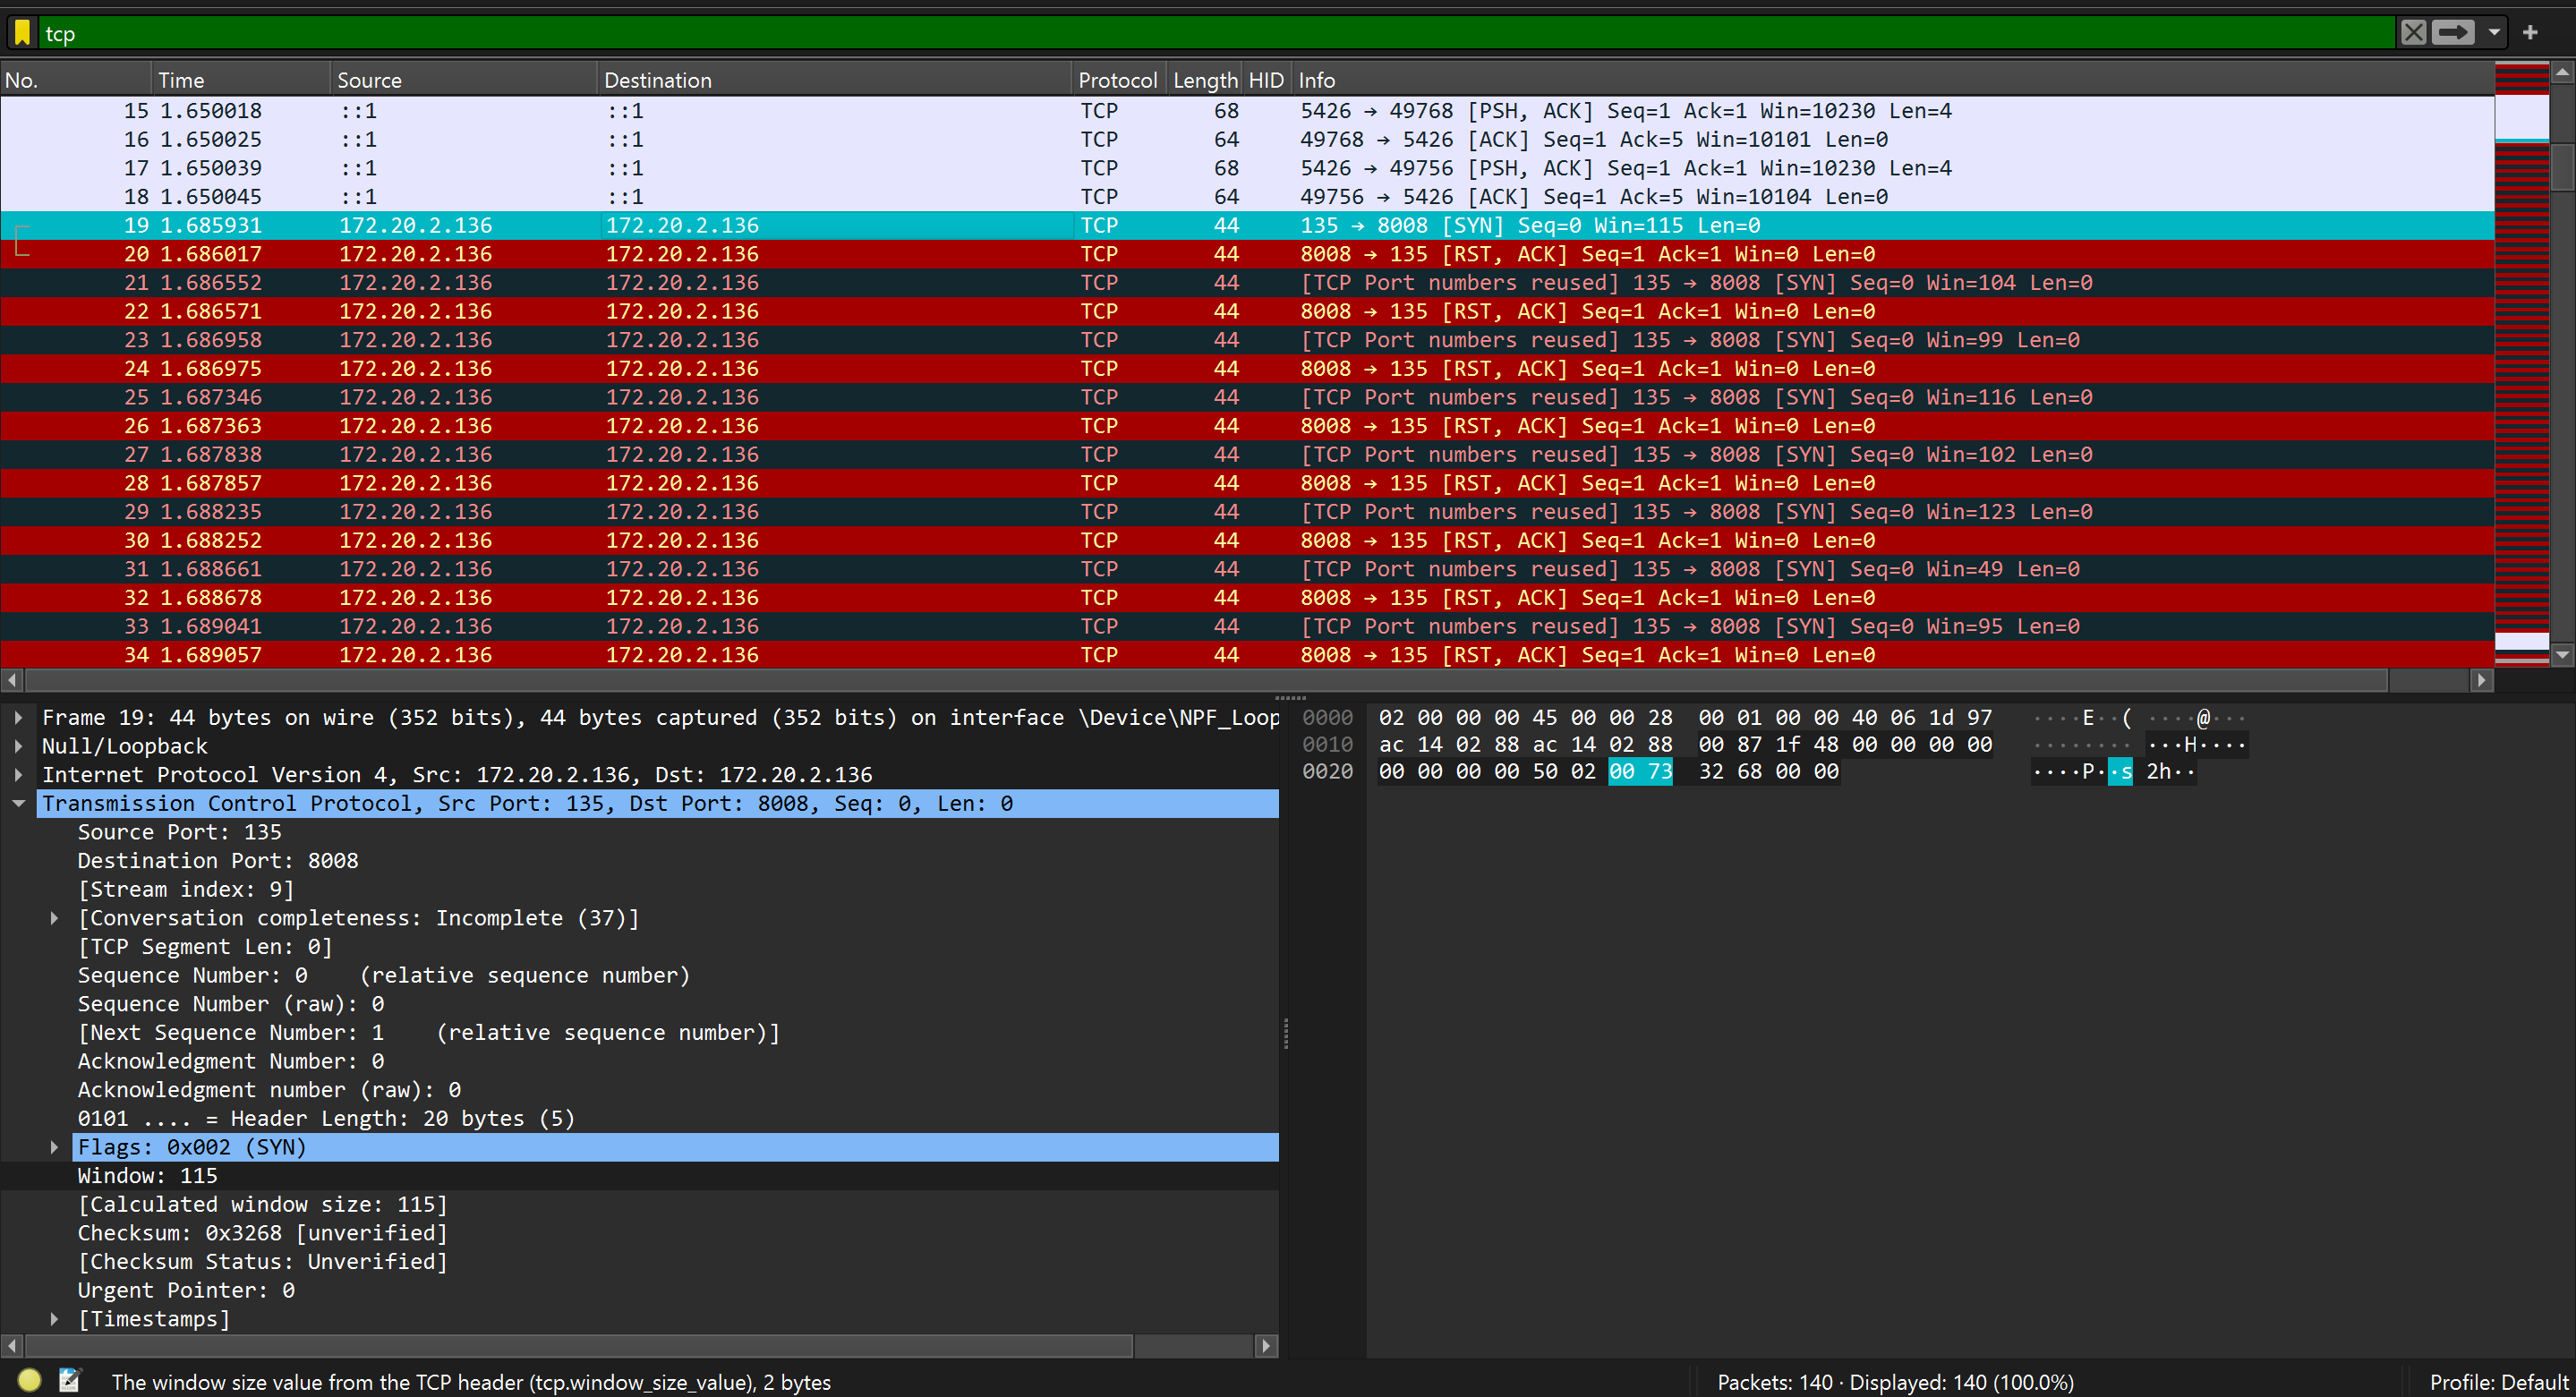 tcp
No. Time Source Destination Protocol Length HID Info
15 1.650018 ::1 ::1 TCP 68 5426 → 49768 [PSH, ACK] Seq=1 Ack=1 Win=10230 Len=4
16 1.650025 ::1 ::1 TCP 64 49768 → 5426 [ACK] Seq=1 Ack=5 Win=10101 Len=0
17 1.650039 ::1 ::1 TCP 68 5426 → 49756 [PSH, ACK] Seq=1 Ack=1 Win=10230 Len=4
18 1.650045 ::1 ::1 TCP 64 49756 → 5426 [ACK] Seq=1 Ack=5 Win=10104 Len=0
19 1.685931 172.20.2.136 172.20.2.136 TCP 44 135 → 8008 [SYN] Seq=0 Win=115 Len=0
20 1.686017 172.20.2.136 172.20.2.136 TCP 44 8008 → 135 [RST, ACK] Seq=1 Ack=1 Win=0 Len=0
21 1.686552 172.20.2.136 172.20.2.136 TCP 44 [TCP Port numbers reused] 135 → 8008 [SYN] Seq=0 Win=104 Len=0
22 1.686571 172.20.2.136 172.20.2.136 TCP 44 8008 → 135 [RST, ACK] Seq=1 Ack=1 Win=0 Len=0
23 1.686958 172.20.2.136 172.20.2.136 TCP 44 [TCP Port numbers reused] 135 → 8008 [SYN] Seq=0 Win=99 Len=0
24 1.686975 172.20.2.136 172.20.2.136 TCP 44 8008 → 135 [RST, ACK] Seq=1 Ack=1 Win=0 Len=0
25 1.687346 172.20.2.136 172.20.2.136 TCP 44 [TCP Port numbers reused] 135 → 8008 [SYN] Seq=0 Win=116 Len=0
26 1.687363 172.20.2.136 172.20.2.136 TCP 44 8008 → 135 [RST, ACK] Seq=1 Ack=1 Win=0 Len=0
27 1.687838 172.20.2.136 172.20.2.136 TCP 44 [TCP Port numbers reused] 135 → 8008 [SYN] Seq=0 Win=102 Len=0
28 1.687857 172.20.2.136 172.20.2.136 TCP 44 8008 → 135 [RST, ACK] Seq=1 Ack=1 Win=0 Len=0
29 1.688235 172.20.2.136 172.20.2.136 TCP 44 [TCP Port numbers reused] 135 → 8008 [SYN] Seq=0 Win=123 Len=0
30 1.688252 172.20.2.136 172.20.2.136 TCP 44 8008 → 135 [RST, ACK] Seq=1 Ack=1 Win=0 Len=0
31 1.688661 172.20.2.136 172.20.2.136 TCP 44 [TCP Port numbers reused] 135 → 8008 [SYN] Seq=0 Win=49 Len=0
32 1.688678 172.20.2.136 172.20.2.136 TCP 44 8008 → 135 [RST, ACK] Seq=1 Ack=1 Win=0 Len=0
33 1.689041 172.20.2.136 172.20.2.136 TCP 44 [TCP Port numbers reused] 135 → 8008 [SYN] Seq=0 Win=95 Len=0
34 1.689057 172.20.2.136 172.20.2.136 TCP 44 8008 → 135 [RST, ACK] Seq=1 Ack=1 Win=0 Len=0
Frame 19: 44 bytes on wire (352 bits), 44 bytes captured (352 bits) on interface \Device\NPF_Loop
Null/Loopback
Internet Protocol Version 4, Src: 172.20.2.136, Dst: 172.20.2.136
Transmission Control Protocol, Src Port: 135, Dst Port: 8008, Seq: 0, Len: 0
Source Port: 135
Destination Port: 8008
[Stream index: 9]
[Conversation completeness: Incomplete (37)]
[TCP Segment Len: 0]
Sequence Number: 0 (relative sequence number)
Sequence Number (raw): 0
[Next Sequence Number: 1 (relative sequence number)]
Acknowledgment Number: 0
Acknowledgment number (raw): 0
0101 .... = Header Length: 20 bytes (5)
Flags: 0x002 (SYN)
Window: 115
[Calculated window size: 115]
Checksum: 0x3268 [unverified]
[Checksum Status: Unverified]
Urgent Pointer: 0
[Timestamps]
0000 02 00 00 00 45 00 00 28 00 01 00 00 40 06 1d 97 ····E··( ····@···
0010 ac 14 02 88 ac 14 02 88 00 87 1f 48 00 00 00 00 ········ ···H····
0020 00 00 00 00 50 02 00 73 32 68 00 00 ····P··s 2h··
The window size value from the TCP header (tcp.window_size_value), 2 bytes
Packets: 140 · Displayed: 140 (100.0%)
Profile: Default